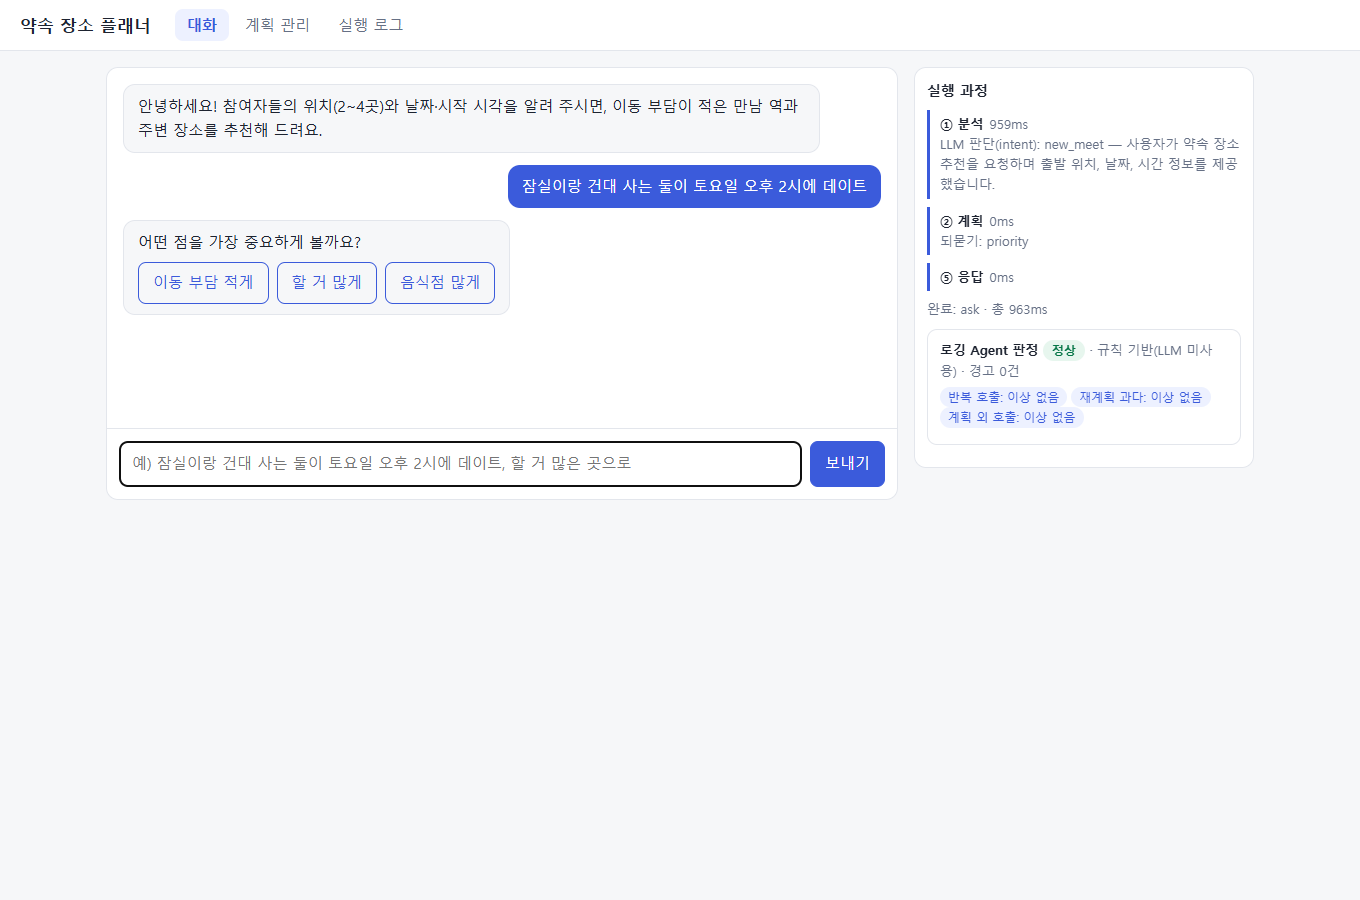 약속 장소 플래너
대화
계획 관리
실행 로그
안녕하세요! 참여자들의 위치(2~4곳)와 날짜·시작 시각을 알려 주시면, 이동 부담이 적은 만남 역과
주변 장소를 추천해 드려요.
잠실이랑 건대 사는 둘이 토요일 오후 2시에 데이트
어떤 점을 가장 중요하게 볼까요?
이동 부담 적게
할 거 많게
음식점 많게
예) 잠실이랑 건대 사는 둘이 토요일 오후 2시에 데이트, 할 거 많은 곳으로
보내기
실행 과정
① 분석 959ms
LLM 판단(intent): new_meet — 사용자가 약속 장소
추천을 요청하며 출발 위치, 날짜, 시간 정보를 제공
했습니다.
② 계획 0ms
되묻기: priority
⑤ 응답 0ms
완료: ask · 총 963ms
로깅 Agent 판정 정상 · 규칙 기반(LLM 미사
용) · 경고 0건
반복 호출: 이상 없음 재계획 과다: 이상 없음
계획 외 호출: 이상 없음